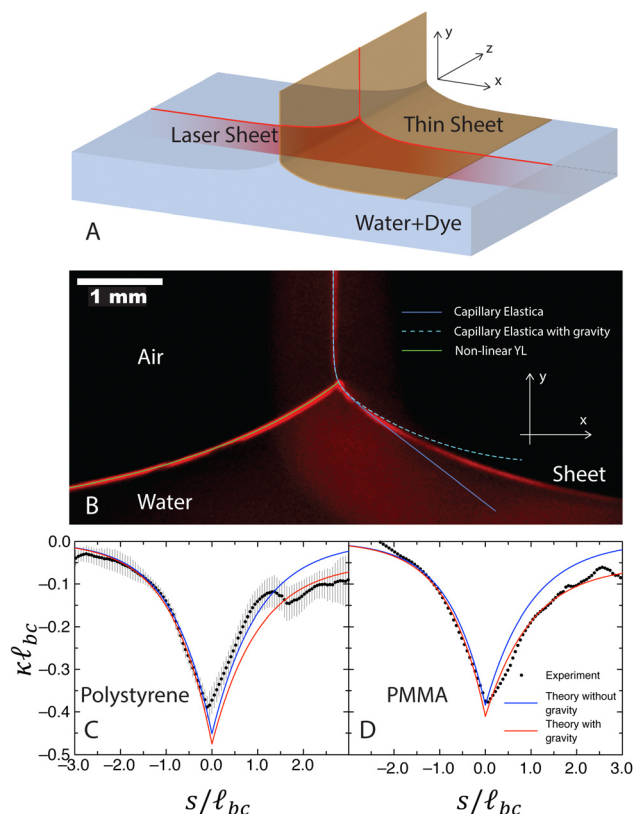 y
z
x
Laser Sheet
Thin Sheet
Water+Dye
A
1 mm
Capillary Elastica
Capillary Elastica with gravity
Non-linear YL
Air
y
x
Sheet
B
Water
0.0
−0.1
−0.2
−0.3
−0.4
−0.5
κℓbc
Polystyrene
C
PMMA
D
Experiment
Theory without
gravity
Theory with
gravity
−3.0 −2.0 −1.0 0.0 1.0 2.0
−2.0 −1.0 0.0 1.0 2.0 3.0
s/ℓbc
s/ℓbc